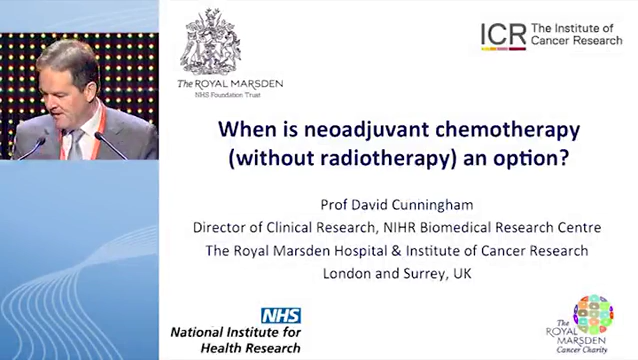 The ROYAL MARSDEN
NHS Foundation Trust
ICR The Institute of
Cancer Research
When is neoadjuvant chemotherapy
(without radiotherapy) an option?
Prof David Cunningham
Director of Clinical Research, NIHR Biomedical Research Centre
The Royal Marsden Hospital & Institute of Cancer Research
London and Surrey, UK
NHS
National Institute for
Health Research
The
ROYAL
MARSDEN
Cancer Charity